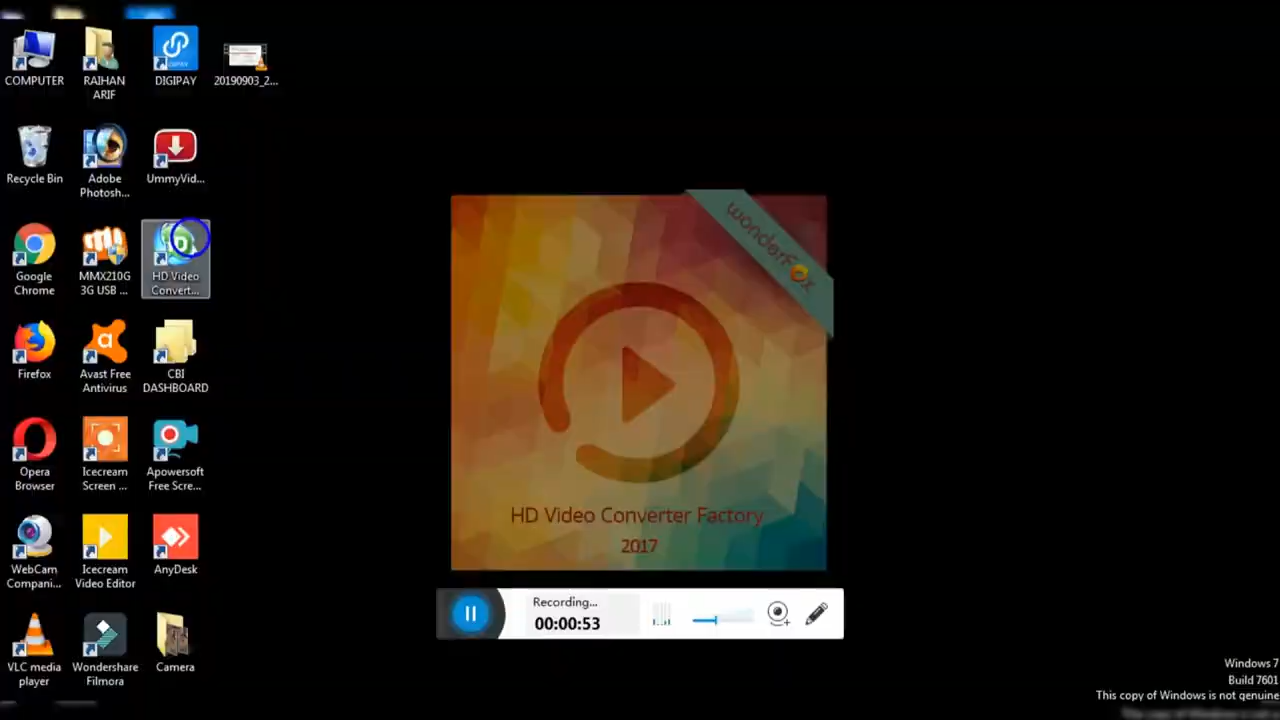 COMPUTER
RAIHAN
ARIF
DIGIPAY
20190903_2...
Recycle Bin
Adobe
Photosh...
UmmyVid...
Google
Chrome
MMX210G
3G USB ...
HD Video
Convert...
Firefox
Avast Free
Antivirus
CBI
DASHBOARD
Opera
Browser
Icecream
Screen ...
Apowersoft
Free Scre...
WebCam
Compani...
Icecream
Video Editor
AnyDesk
VLC media
player
Wondershare
Filmora
Camera
WonderFox
HD Video Converter Factory
2017
Recording...
00:00:53
Windows 7
Build 7601
This copy of Windows is not genuine